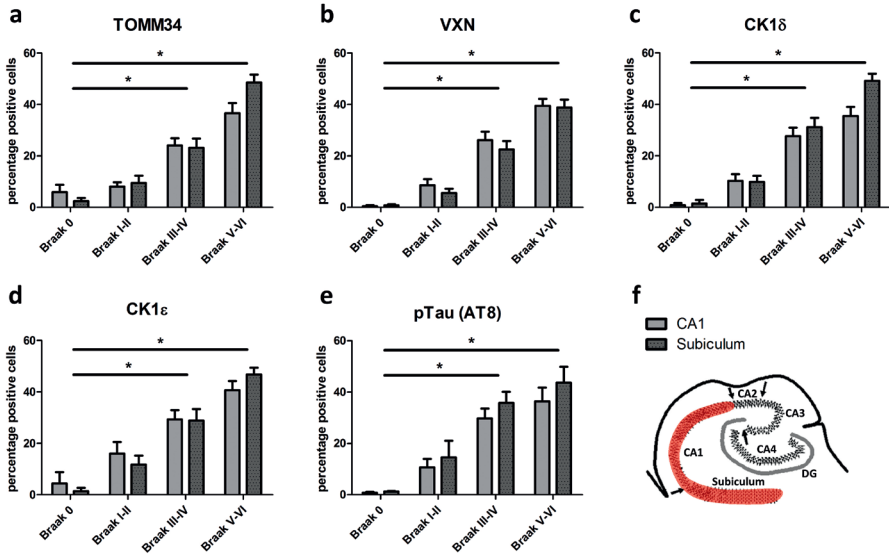 a
TOMM34
percentage positive cells
60
40
20
0
*
*
Braak 0
Braak I-II
Braak III-IV
Braak V-VI
b
VXN
percentage positive cells
60
40
20
0
*
*
Braak 0
Braak I-II
Braak III-IV
Braak V-VI
c
CK1δ
percentage positive cells
60
40
20
0
*
*
Braak 0
Braak I-II
Braak III-IV
Braak V-VI
d
CK1ε
percentage positive cells
60
40
20
0
*
*
Braak 0
Braak I-II
Braak III-IV
Braak V-VI
e
pTau (AT8)
percentage positive cells
60
40
20
0
*
*
Braak 0
Braak I-II
Braak III-IV
Braak V-VI
f
CA1
Subiculum
CA2
CA3
CA1
CA4
DG
Subiculum